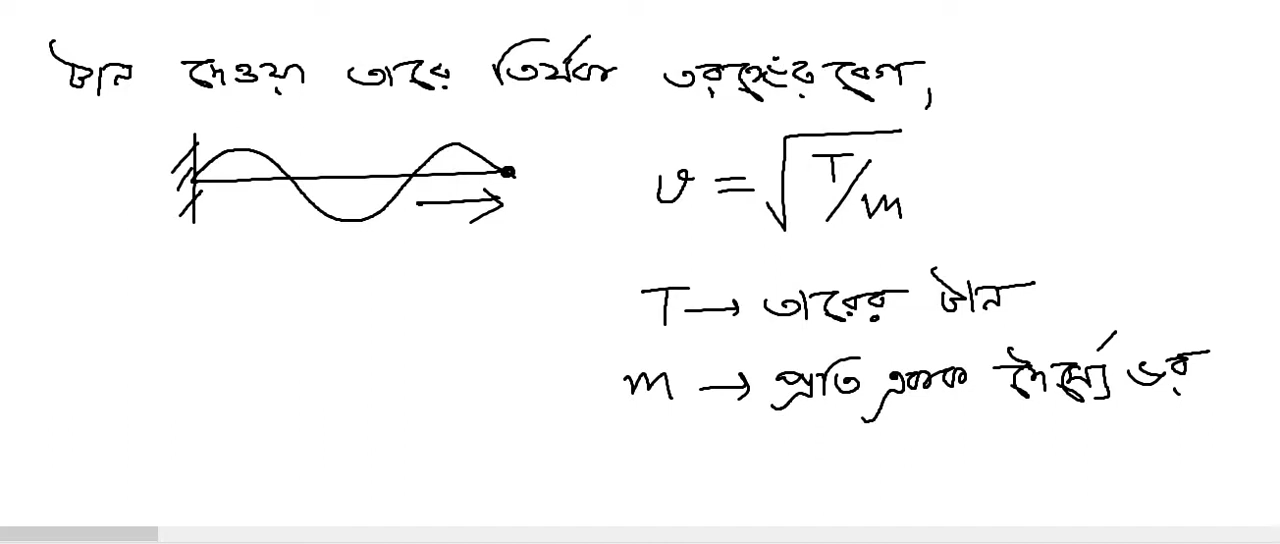 টান দেওয়া তারে তির্যক তরঙ্গের বেগ,
v = √T/m
T → তারের টান
m → প্রতি একক দৈর্ঘ্যে ভর